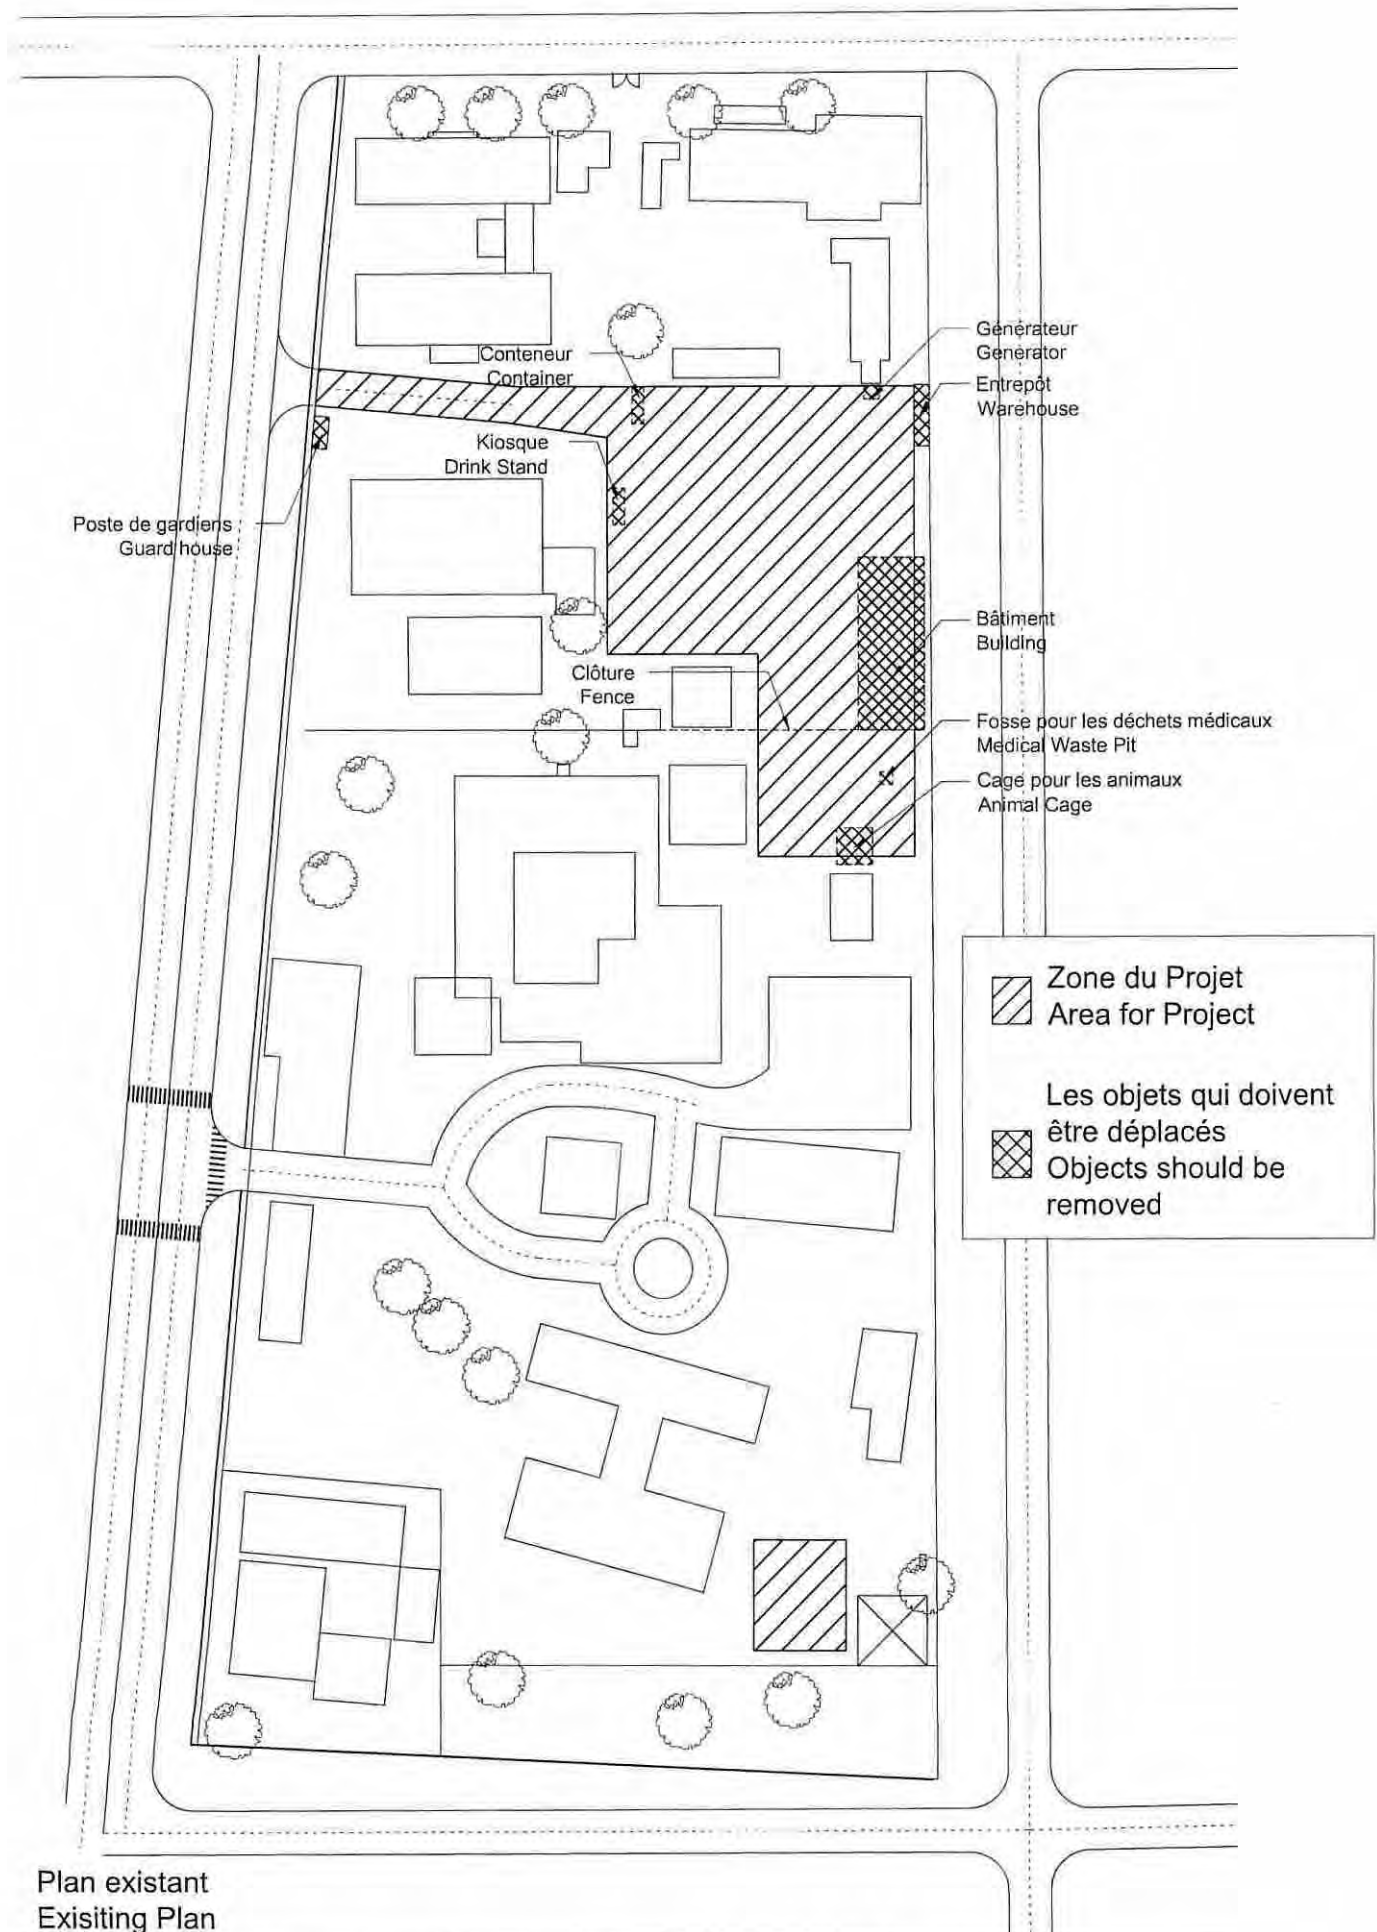 Générateur
Generator
Conteneur
Container
Entrepôt
Warehouse
Kiosque
Drink Stand
Poste de gardiens
Guard house
Bâtiment
Building
Clôture
Fence
Fosse pour les déchets médicaux
Medical Waste Pit
Cage pour les animaux
Animal Cage
Zone du Projet
Area for Project
Les objets qui doivent
être déplacés
Objects should be
removed
Plan existant
Exisiting Plan